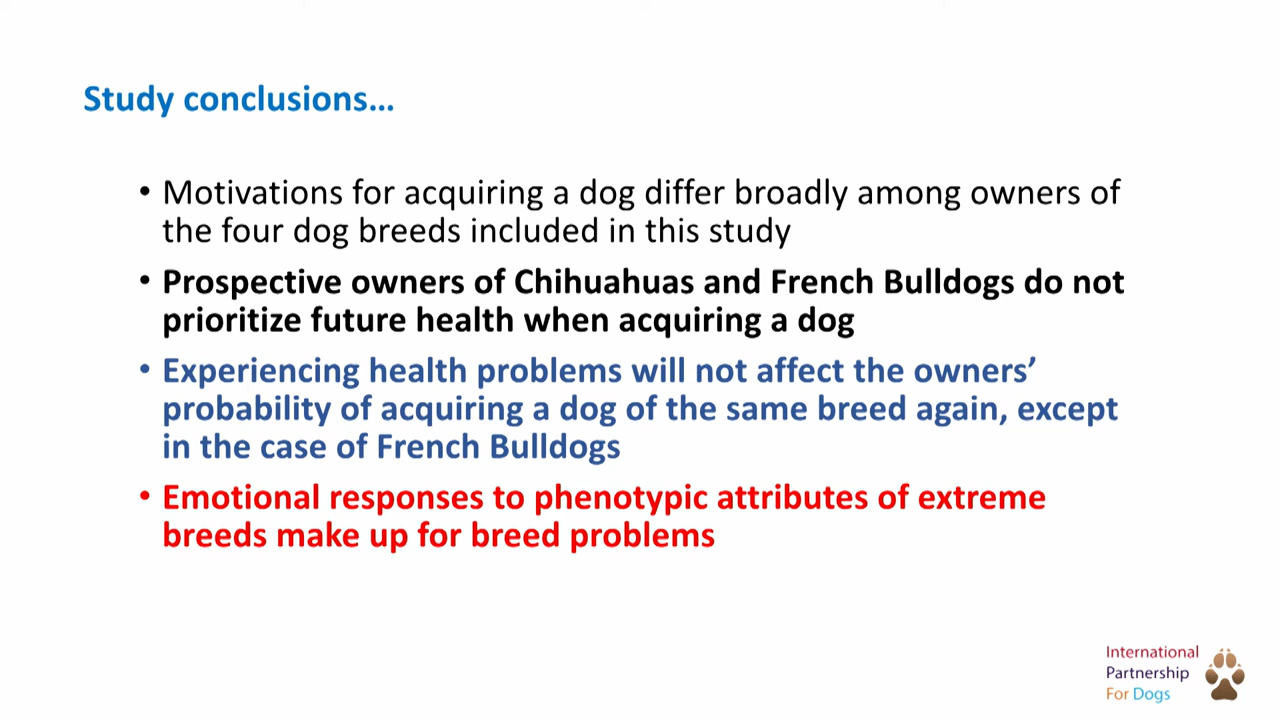 Study conclusions…
• Motivations for acquiring a dog differ broadly among owners of
the four dog breeds included in this study
• Prospective owners of Chihuahuas and French Bulldogs do not
prioritize future health when acquiring a dog
• Experiencing health problems will not affect the owners’
probability of acquiring a dog of the same breed again, except
in the case of French Bulldogs
• Emotional responses to phenotypic attributes of extreme
breeds make up for breed problems
International
Partnership
For Dogs